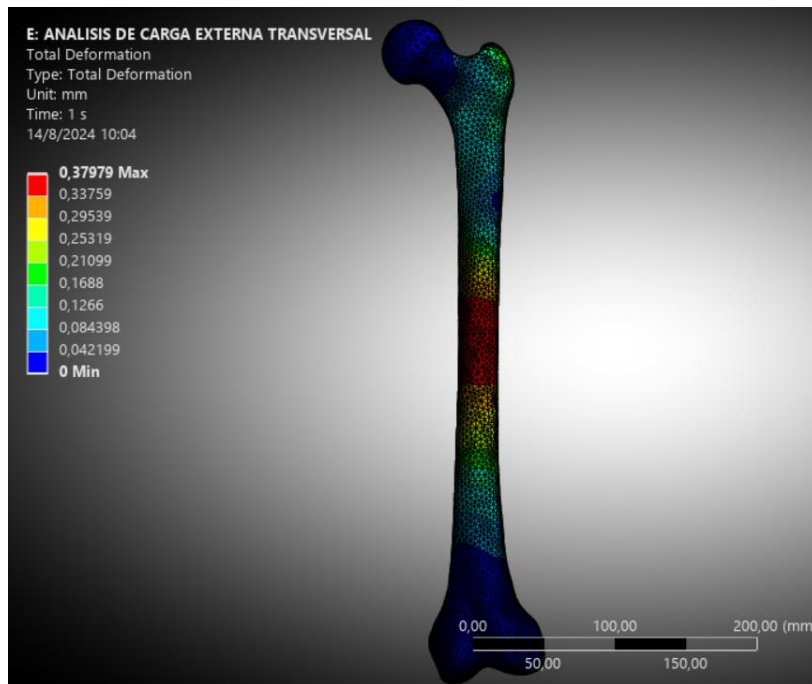 E: ANALISIS DE CARGA EXTERNA TRANSVERSAL
Total Deformation
Type: Total Deformation
Unit: mm
Time: 1 s
14/8/2024 10:04
0,37979 Max
0,33759
0,29539
0,25319
0,21099
0,1688
0,1266
0,084398
0,042199
0 Min
0,00 100,00 200,00 (mm
50,00 150,00